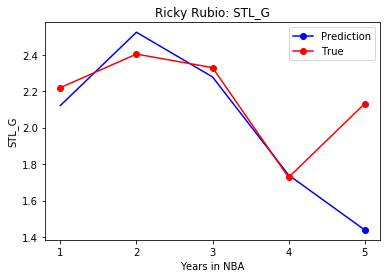 Ricky Rubio: STL_G
Prediction
True
2.4
2.2
2.0
1.8
1.6
1.4
STL_G
1 2 3 4 5
Years in NBA